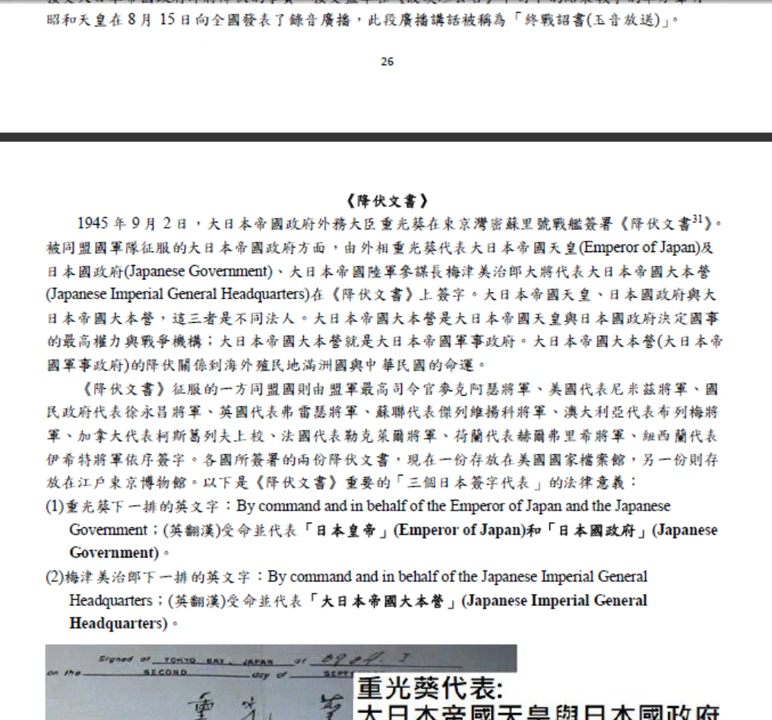 昭和天皇在 8 月 15 日向全國發表了錄音廣播，此段廣播講話被稱為「終戰詔書(玉音放送)」。
26
《降伏文書》
1945 年 9 月 2 日，大日本帝國政府外務大臣重光葵在東京灣密蘇里號戰艦簽署《降伏文書31》。
被同盟國軍隊征服的大日本帝國政府方面，由外相重光葵代表大日本帝國天皇(Emperor of Japan)及
日本國政府(Japanese Government)、大日本帝國陸軍參謀長梅津美治郎大將代表大日本帝國大本營
(Japanese Imperial General Headquarters)在《降伏文書》上簽字。大日本帝國天皇、日本國政府與大
日本帝國大本營，這三者是不同法人。大日本帝國大本營是大日本帝國天皇與日本國政府決定國事
的最高權力與戰爭機構；大日本帝國大本營就是大日本帝國軍事政府。大日本帝國大本營(大日本帝
國軍事政府)的降伏關係到海外殖民地滿洲國與中華民國的命運。
《降伏文書》征服的一方同盟國則由盟軍最高司令官麥克阿瑟將軍、美國代表尼米茲將軍、國
民政府代表徐永昌將軍、英國代表弗雷瑟將軍、蘇聯代表傑列維揚科將軍、澳大利亞代表布列梅將
軍、加拿大代表柯斯葛列夫上校、法國代表勒克萊爾將軍、荷蘭代表赫爾弗里希將軍、紐西蘭代表
伊希特將軍依序簽字。各國所簽署的兩份降伏文書，現在一份存放在美國國家檔案館，另一份則存
放在江戶東京博物館。以下是《降伏文書》重要的「三個日本簽字代表」的法律意義：
(1)重光葵下一排的英文字：By command and in behalf of the Emperor of Japan and the Japanese
Government；(英翻漢)受命並代表「日本皇帝」(Emperor of Japan)和「日本國政府」(Japanese
Government)。
(2)梅津美治郎下一排的英文字：By command and in behalf of the Japanese Imperial General
Headquarters；(英翻漢)受命並代表「大日本帝國大本營」(Japanese Imperial General
Headquarters)。
Signed at TOKYO BAY, JAPAN at 0904 I
on the SECOND day of SEPT
重光葵
重光葵代表:
大日本帝國天皇與日本國政府